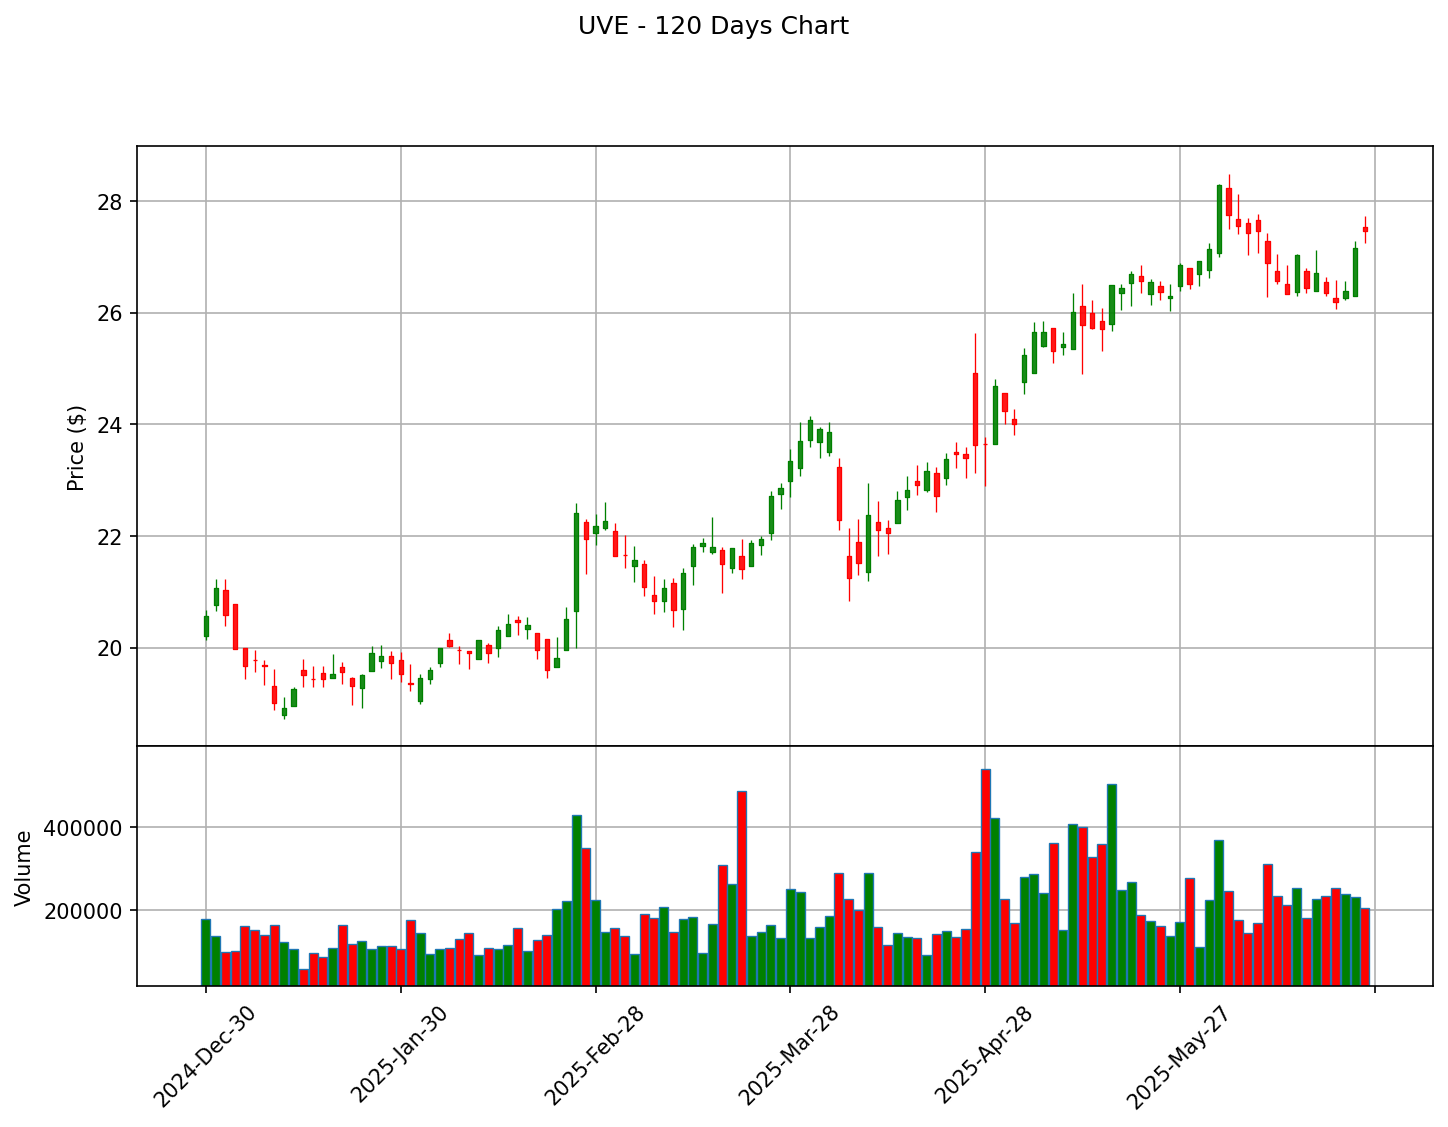 UVE - 120 Days Chart
28
26
24
22
20
Price ($)
400000
200000
Volume
2024-Dec-30
2025-Jan-30
2025-Feb-28
2025-Mar-28
2025-Apr-28
2025-May-27